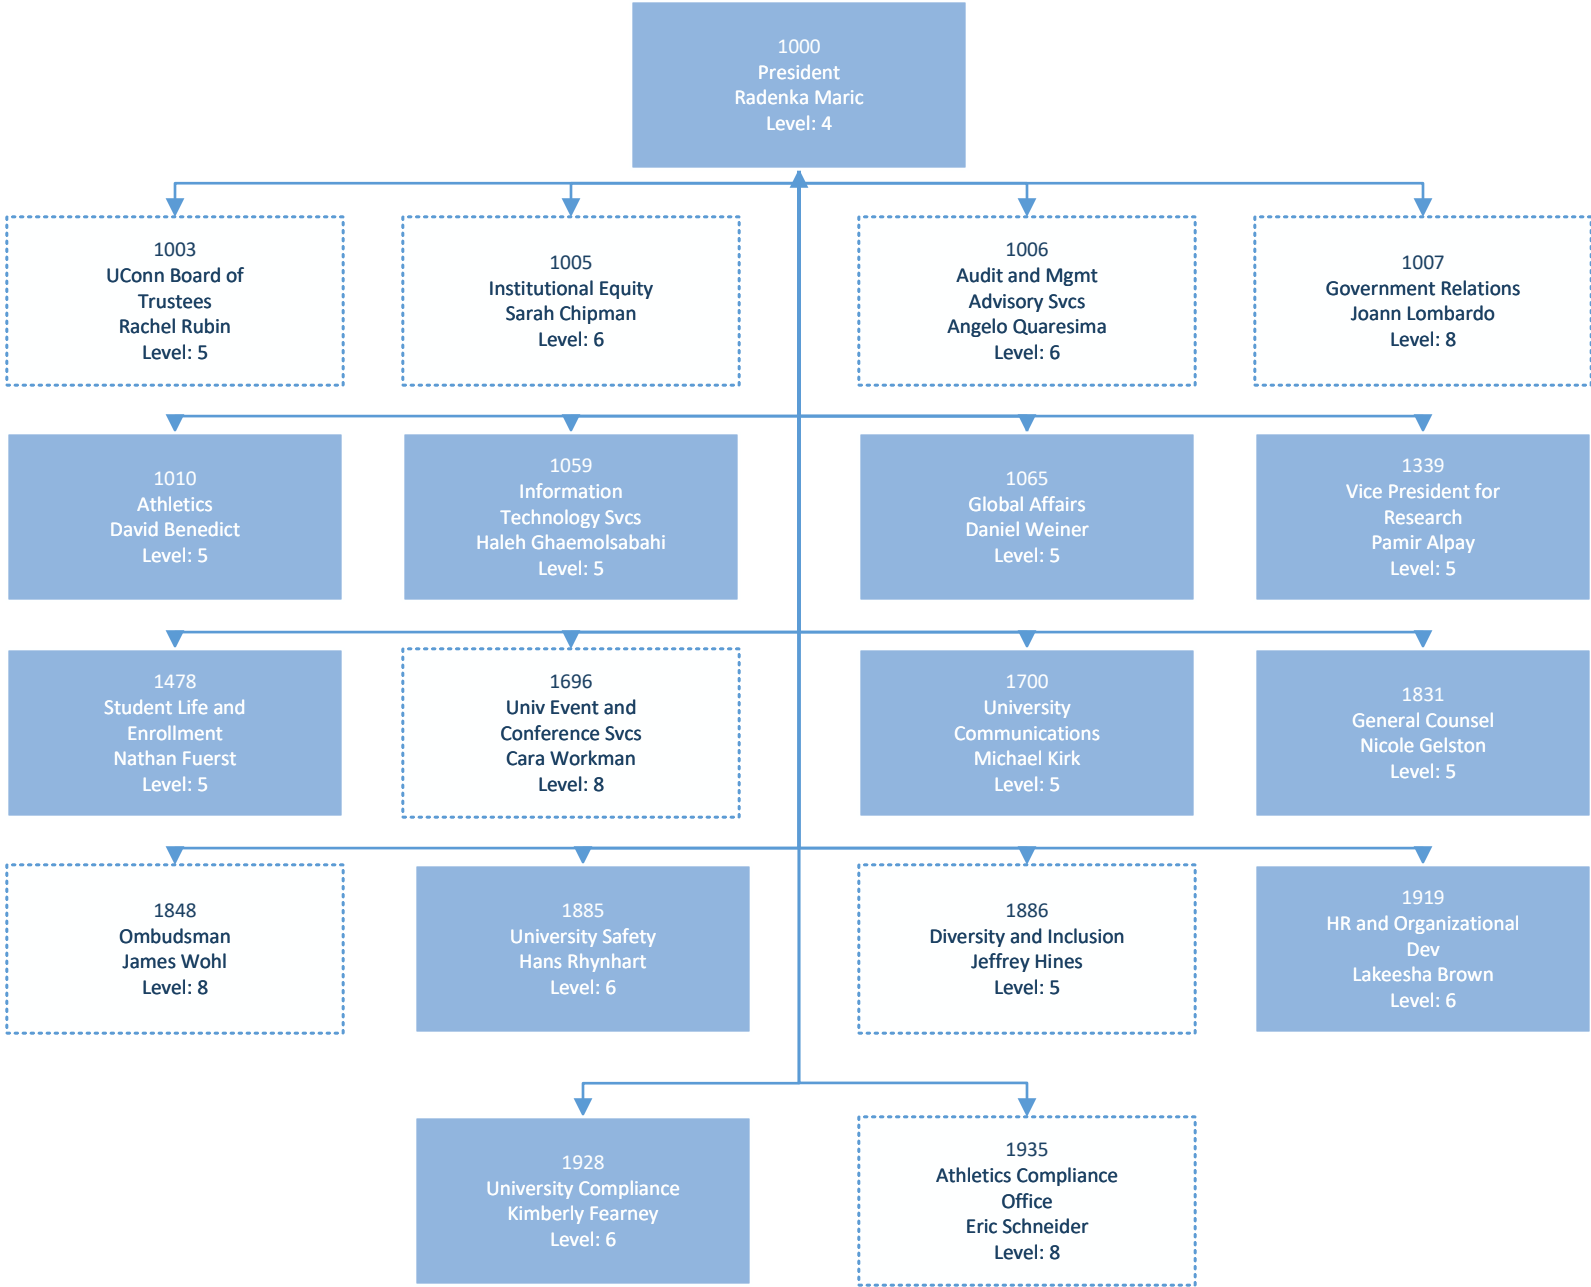 1000
President
Radenka Maric
Level: 4
1003
UConn Board of
Trustees
Rachel Rubin
Level: 5
1005
Institutional Equity
Sarah Chipman
Level: 6
1006
Audit and Mgmt
Advisory Svcs
Angelo Quaresima
Level: 6
1007
Government Relations
Joann Lombardo
Level: 8
1010
Athletics
David Benedict
Level: 5
1059
Information
Technology Svcs
Haleh Ghaemolsabahi
Level: 5
1065
Global Affairs
Daniel Weiner
Level: 5
1339
Vice President for
Research
Pamir Alpay
Level: 5
1478
Student Life and
Enrollment
Nathan Fuerst
Level: 5
1696
Univ Event and
Conference Svcs
Cara Workman
Level: 8
1700
University
Communications
Michael Kirk
Level: 5
1831
General Counsel
Nicole Gelston
Level: 5
1848
Ombudsman
James Wohl
Level: 8
1885
University Safety
Hans Rhynhart
Level: 6
1886
Diversity and Inclusion
Jeffrey Hines
Level: 5
1919
HR and Organizational
Dev
Lakeesha Brown
Level: 6
1928
University Compliance
Kimberly Fearney
Level: 6
1935
Athletics Compliance
Office
Eric Schneider
Level: 8